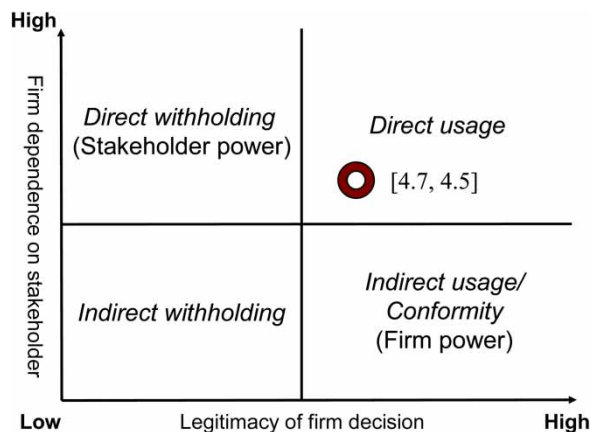 High
Firm dependence on stakeholder
Direct withholding
(Stakeholder power)
Direct usage
[4.7, 4.5]
Indirect withholding
Indirect usage/
Conformity
(Firm power)
Low
Legitimacy of firm decision
High